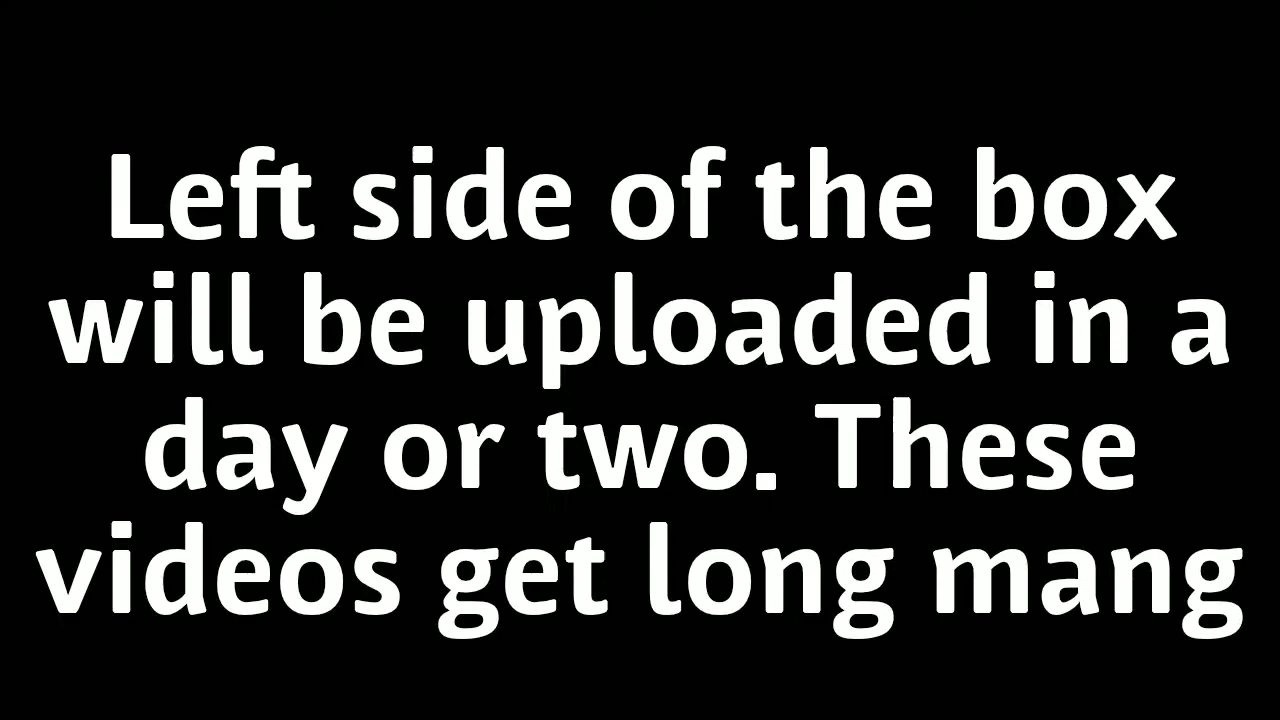 Left side of the box
will be uploaded in a
day or two. These
videos get long mang